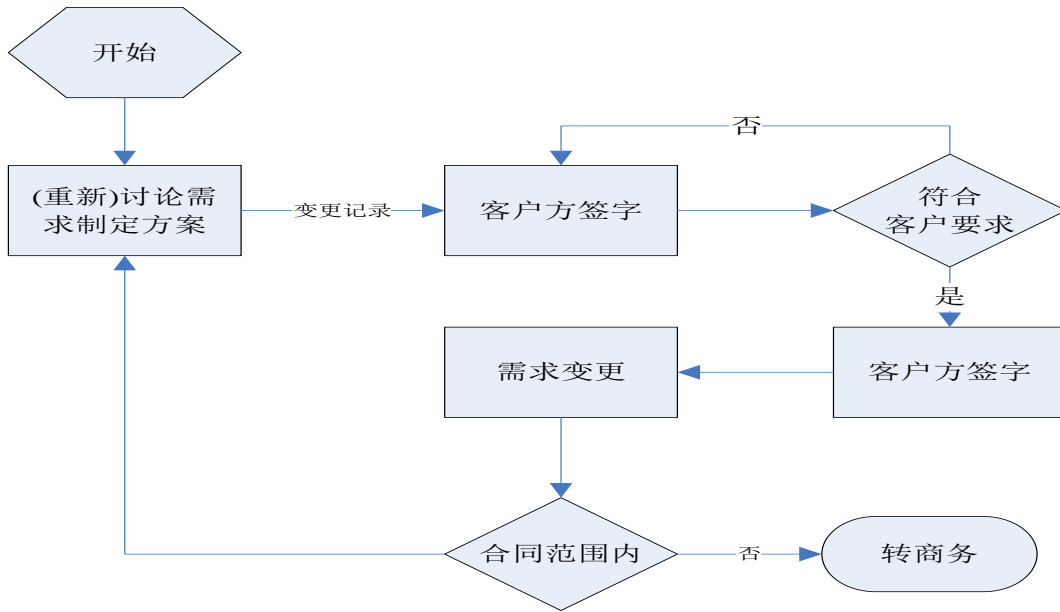 开始
否
(重新)讨论需
求制定方案
变更记录
客户方签字
符合
客户要求
是
需求变更
客户方签字
合同范围内
否
转商务